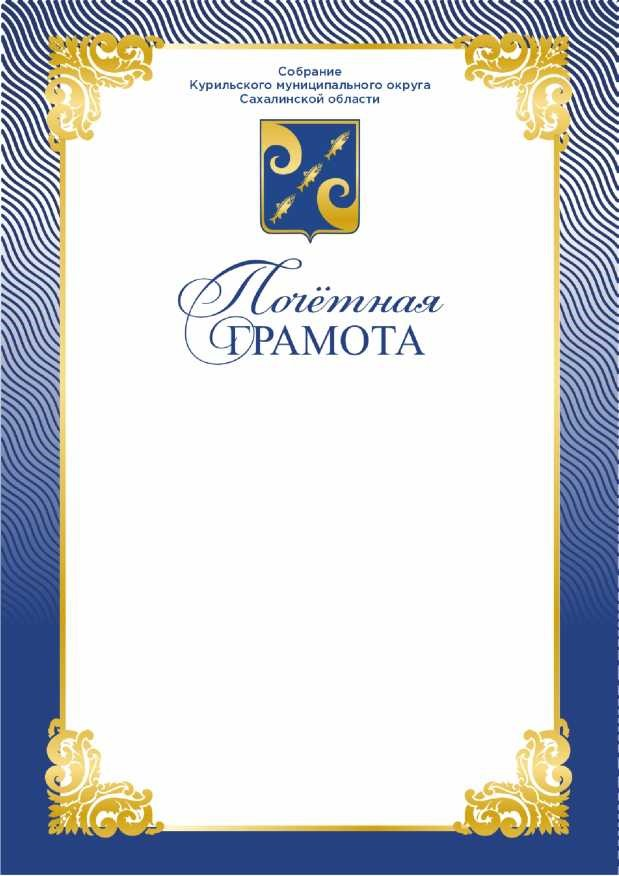 Собрание
Курильского муниципального округа
Сахалинской области
Почётная
ГРАМОТА